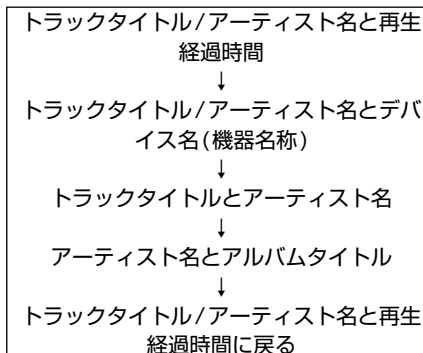 トラックタイトル/アーティスト名と再生
経過時間
↓
トラックタイトル/アーティスト名とデバ
イス名(機器名称)
↓
トラックタイトルとアーティスト名
↓
アーティスト名とアルバムタイトル
↓
トラックタイトル/アーティスト名と再生
経過時間に戻る